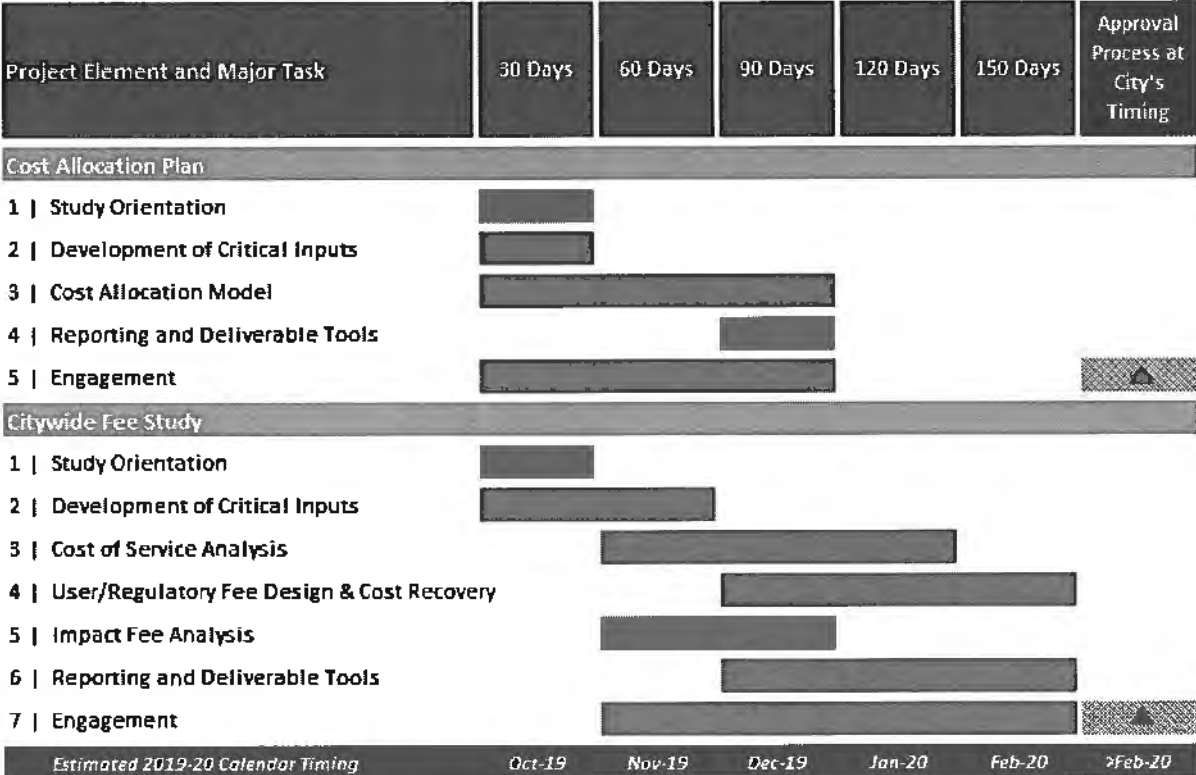 Project Element and Major Task
30 Days
60 Days
90 Days
120 Days
150 Days
Approval
Process at
City's
Timing
Cost Allocation Plan
1 | Study Orientation
2 | Development of Critical Inputs
3 | Cost Allocation Model
4 | Reporting and Deliverable Tools
5 | Engagement
Citywide Fee Study
1 | Study Orientation
2 | Development of Critical Inputs
3 | Cost of Service Analysis
4 | User/Regulatory Fee Design & Cost Recovery
5 | Impact Fee Analysis
6 | Reporting and Deliverable Tools
7 | Engagement
Estimated 2019-20 Calendar Timing Oct-19 Nov-19 Dec-19 Jan-20 Feb-20 >Feb-20